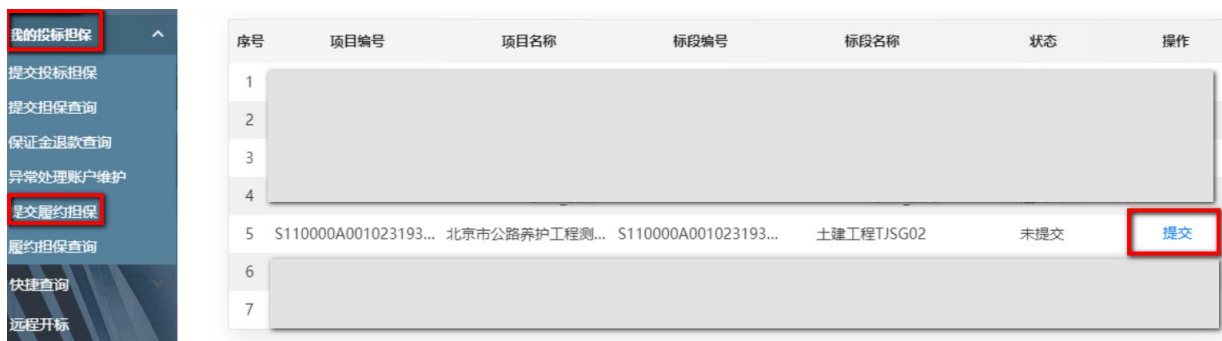 我的投标担保
提交投标担保
提交担保查询
保证金退款查询
异常处理账户维护
提交履约担保
履约担保查询
快捷查询
远程开标
序号 项目编号 项目名称 标段编号 标段名称 状态 操作
1
2
3
4
5 S110000A001023193... 北京市公路养护工程测... S110000A001023193... 土建工程TJSG02 未提交 提交
6
7